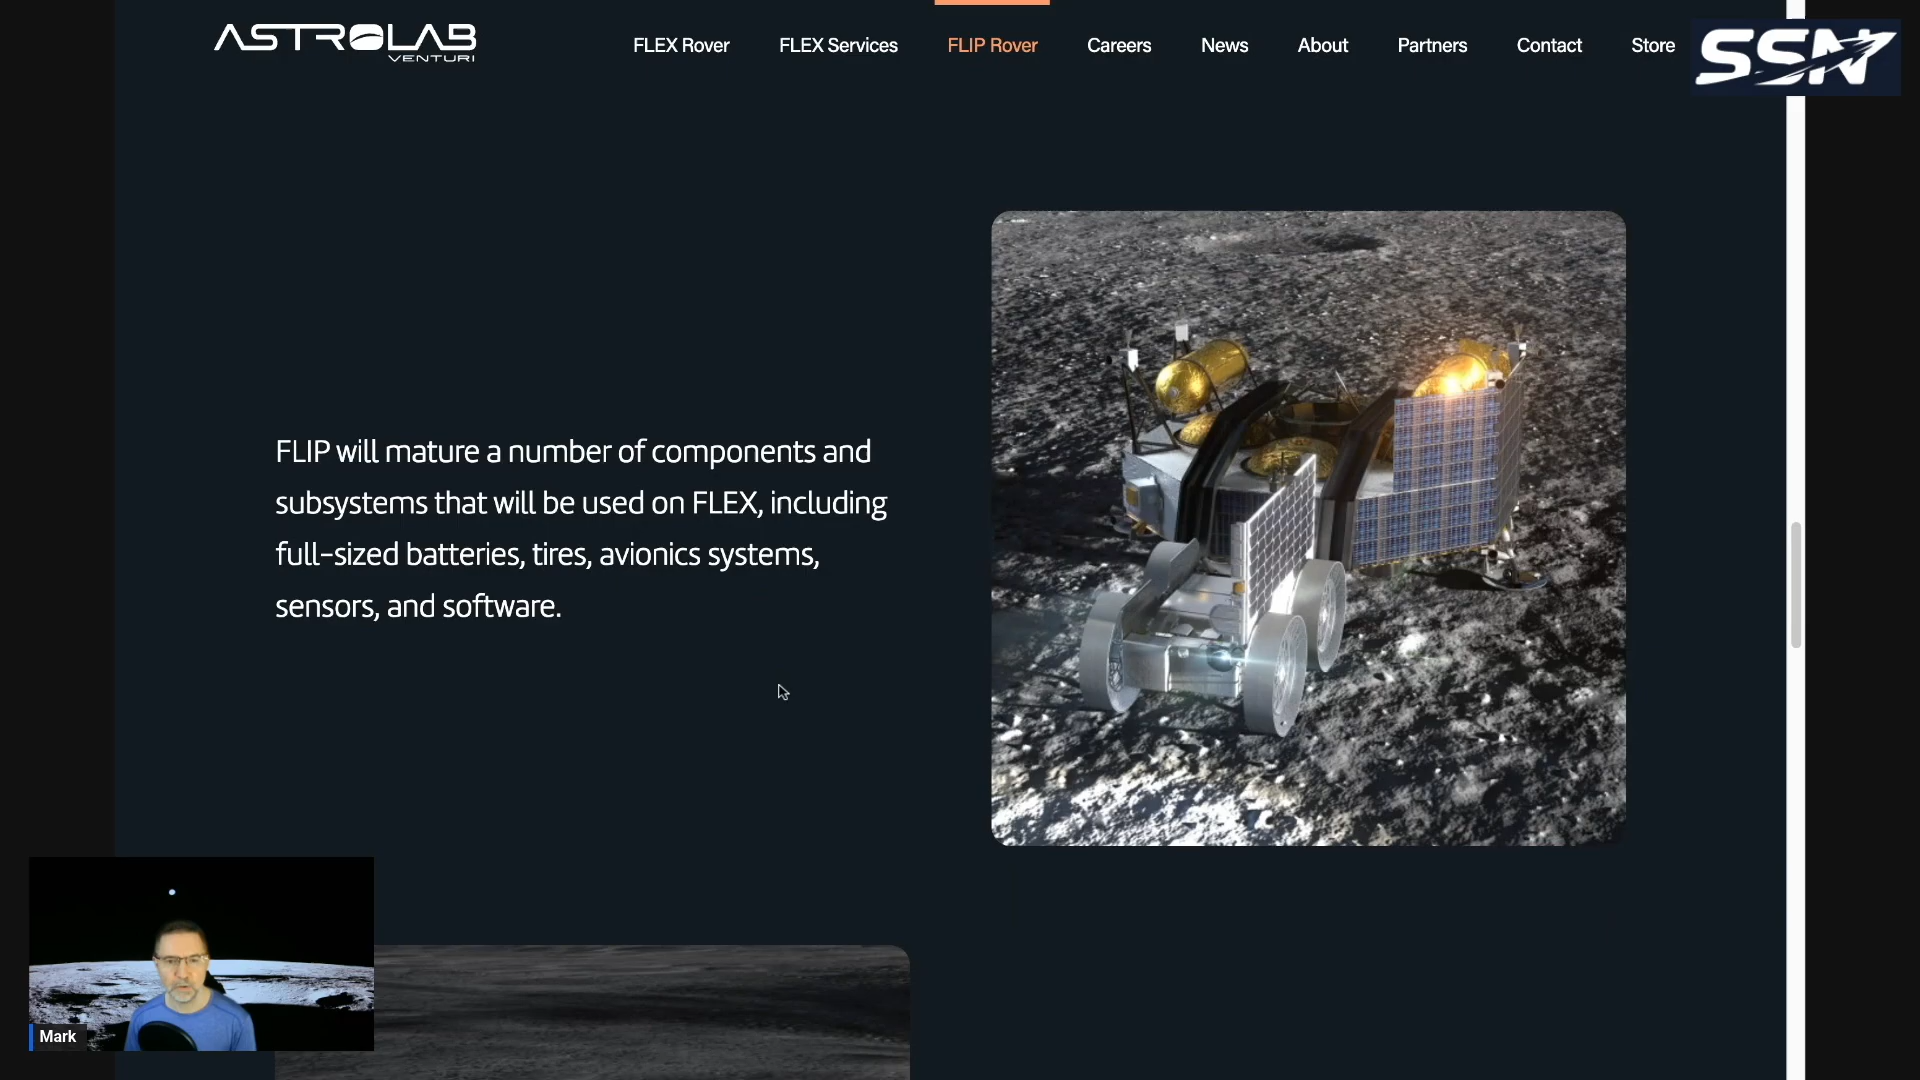 ASTROLAB
VENTURI
FLEX Rover
FLEX Services
FLIP Rover
Careers
News
About
Partners
Contact
Store
SSN
FLIP will mature a number of components and
subsystems that will be used on FLEX, including
full-sized batteries, tires, avionics systems,
sensors, and software.
Mark